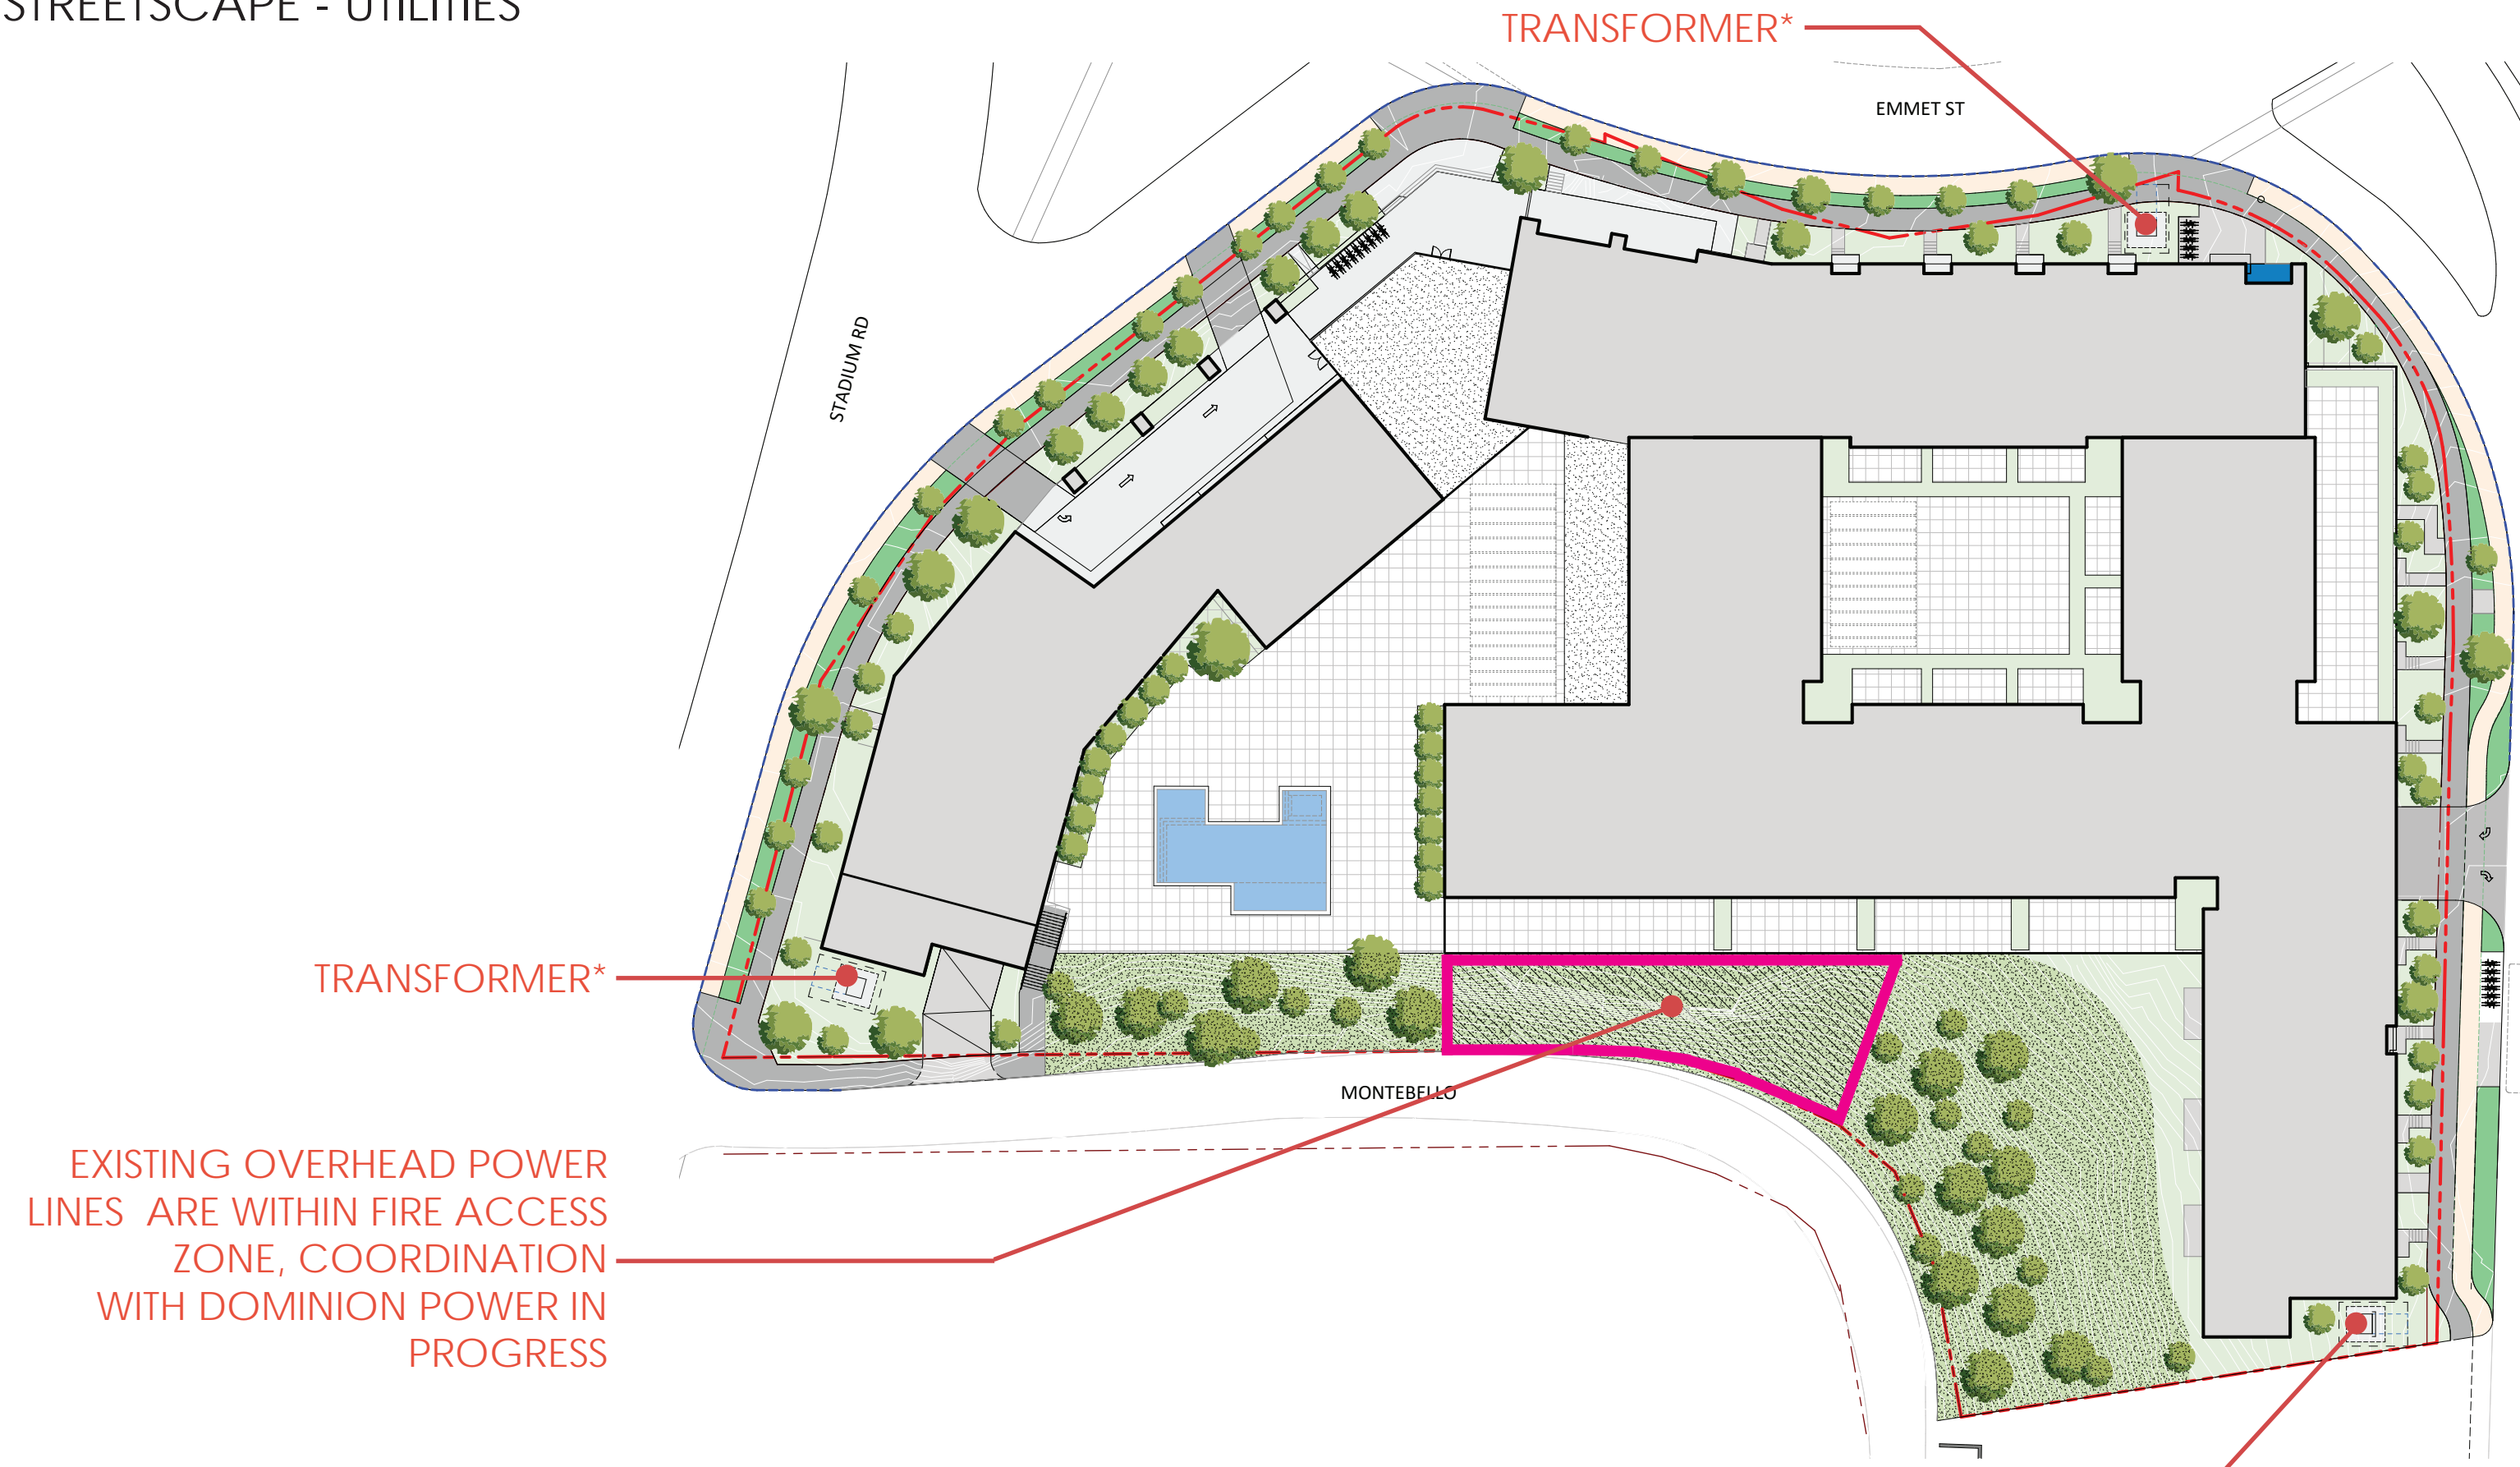 STREETSCAPE - UTILITIES
TRANSFORMER*
EMMET ST
STADIUM RD
TRANSFORMER*
MONTEBELLO
EXISTING OVERHEAD POWER
LINES ARE WITHIN FIRE ACCESS
ZONE, COORDINATION
WITH DOMINION POWER IN
PROGRESS